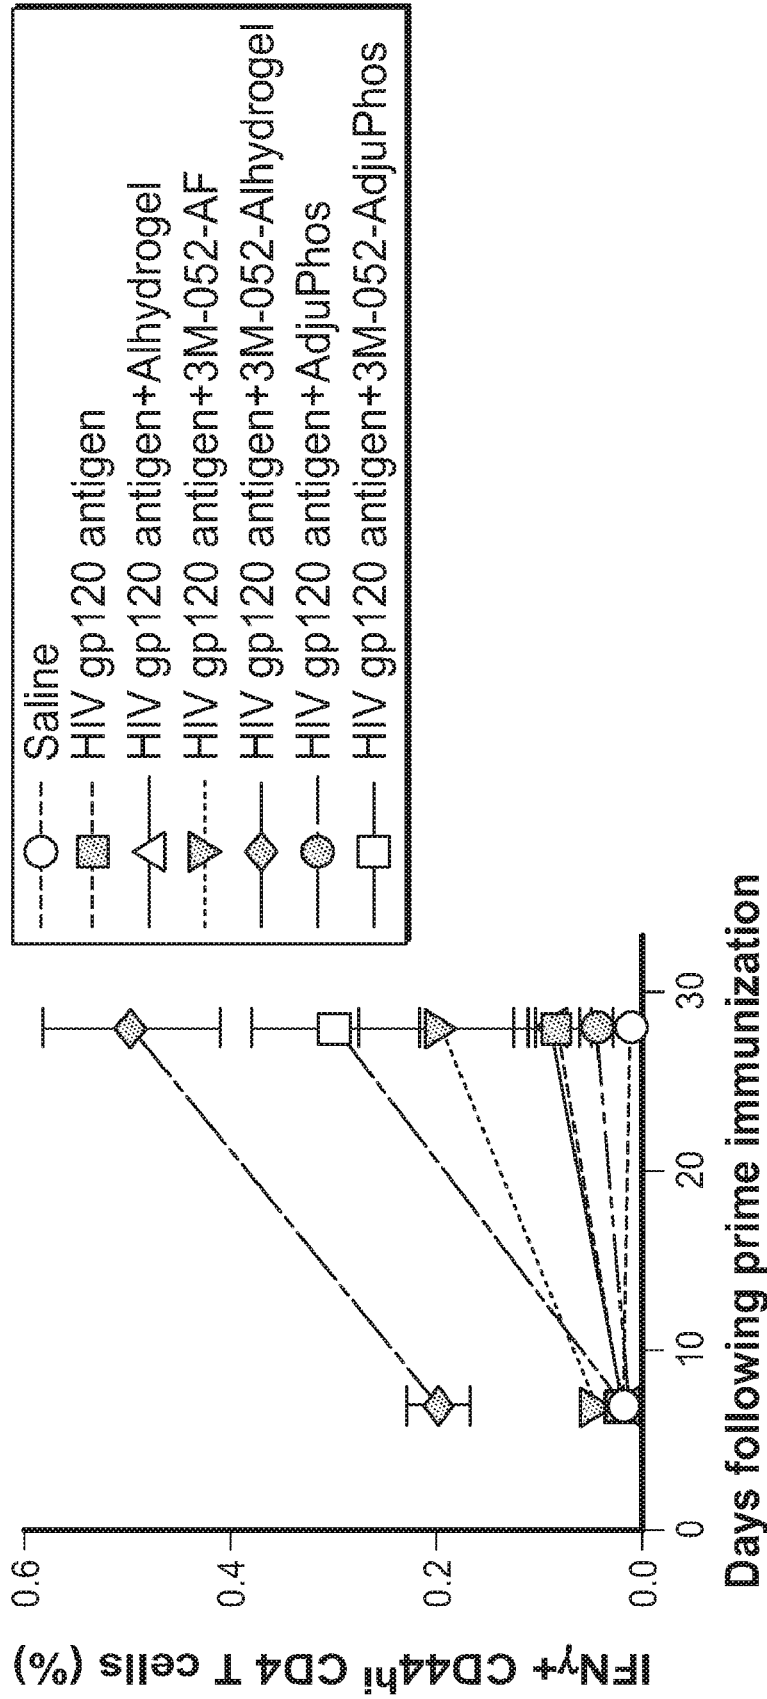 IFNγ+ CD44hi CD4 T cells (%)
0.6
0.4
0.2
0.0
0
10
20
30
Days following prime immunization
Saline
HIV gp120 antigen
HIV gp120 antigen+Alhydrogel
HIV gp120 antigen+3M-052-AF
HIV gp120 antigen+3M-052-Alhydrogel
HIV gp120 antigen+AdjuPhos
HIV gp120 antigen+3M-052-AdjuPhos